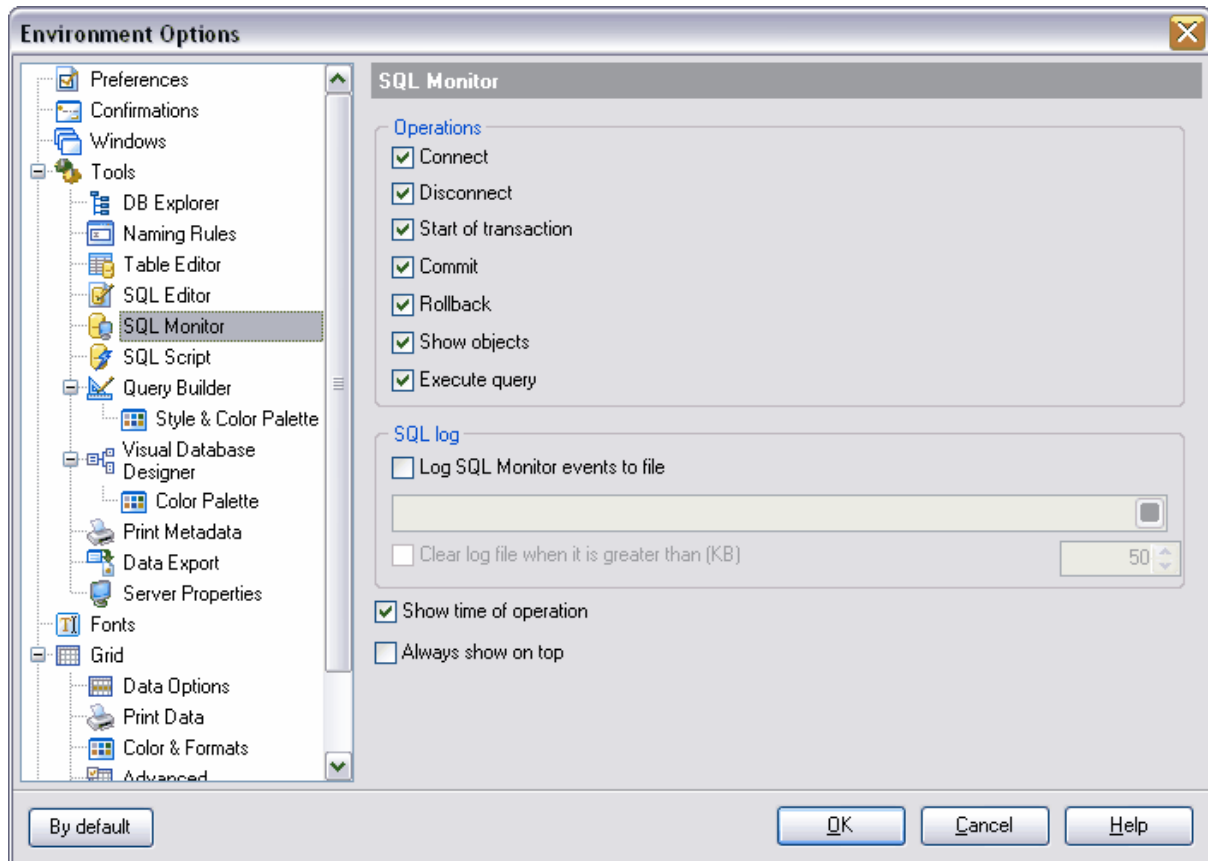 Environment Options
Preferences
Confirmations
Windows
Tools
DB Explorer
Naming Rules
Table Editor
SQL Editor
SQL Monitor
SQL Script
Query Builder
Style & Color Palette
Visual Database
Designer
Color Palette
Print Metadata
Data Export
Server Properties
Fonts
Grid
Data Options
Print Data
Color & Formats
Advanced
SQL Monitor
Operations
Connect
Disconnect
Start of transaction
Commit
Rollback
Show objects
Execute query
SQL log
Log SQL Monitor events to file
Clear log file when it is greater than (KB)
50
Show time of operation
Always show on top
By default
OK
Cancel
Help